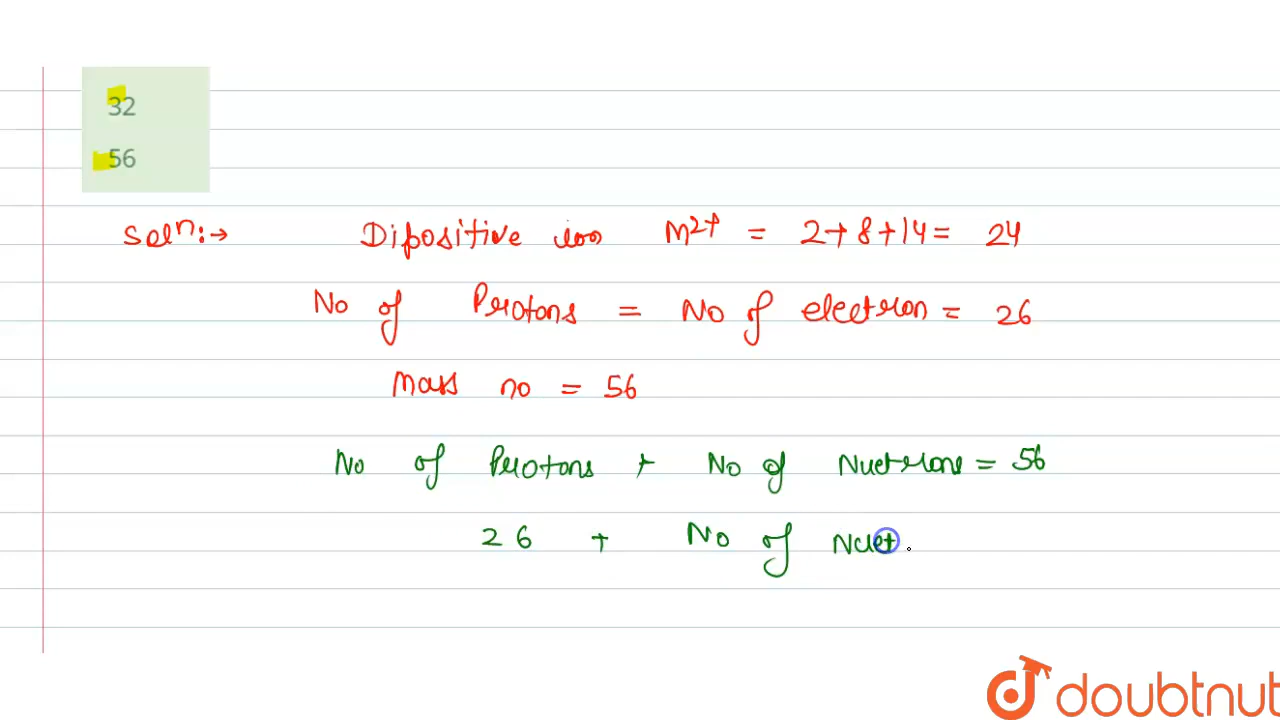 32
56
Soln:→ Dipositive ion M2+ = 2+8+14= 24
No of Protons = No of electron = 26
Mass no = 56
No of Protons + No of Nuetrons = 56
26 + No of Nuet
doubtnut